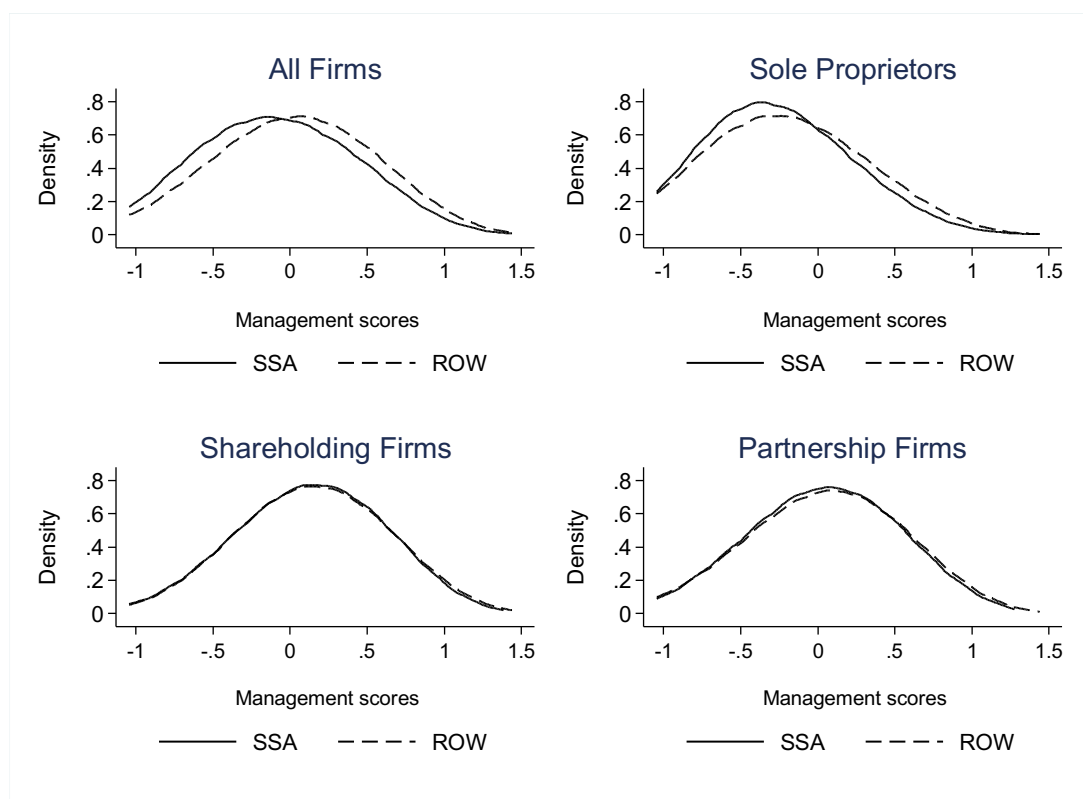 All Firms
Density
.8
.6
.4
.2
0
-1 -.5 0 .5 1 1.5
Management scores
SSA ROW
Sole Proprietors
Density
.8
.6
.4
.2
0
-1 -.5 0 .5 1 1.5
Management scores
SSA ROW
Shareholding Firms
Density
.8
.6
.4
.2
0
-1 -.5 0 .5 1 1.5
Management scores
SSA ROW
Partnership Firms
Density
.8
.6
.4
.2
0
-1 -.5 0 .5 1 1.5
Management scores
SSA ROW